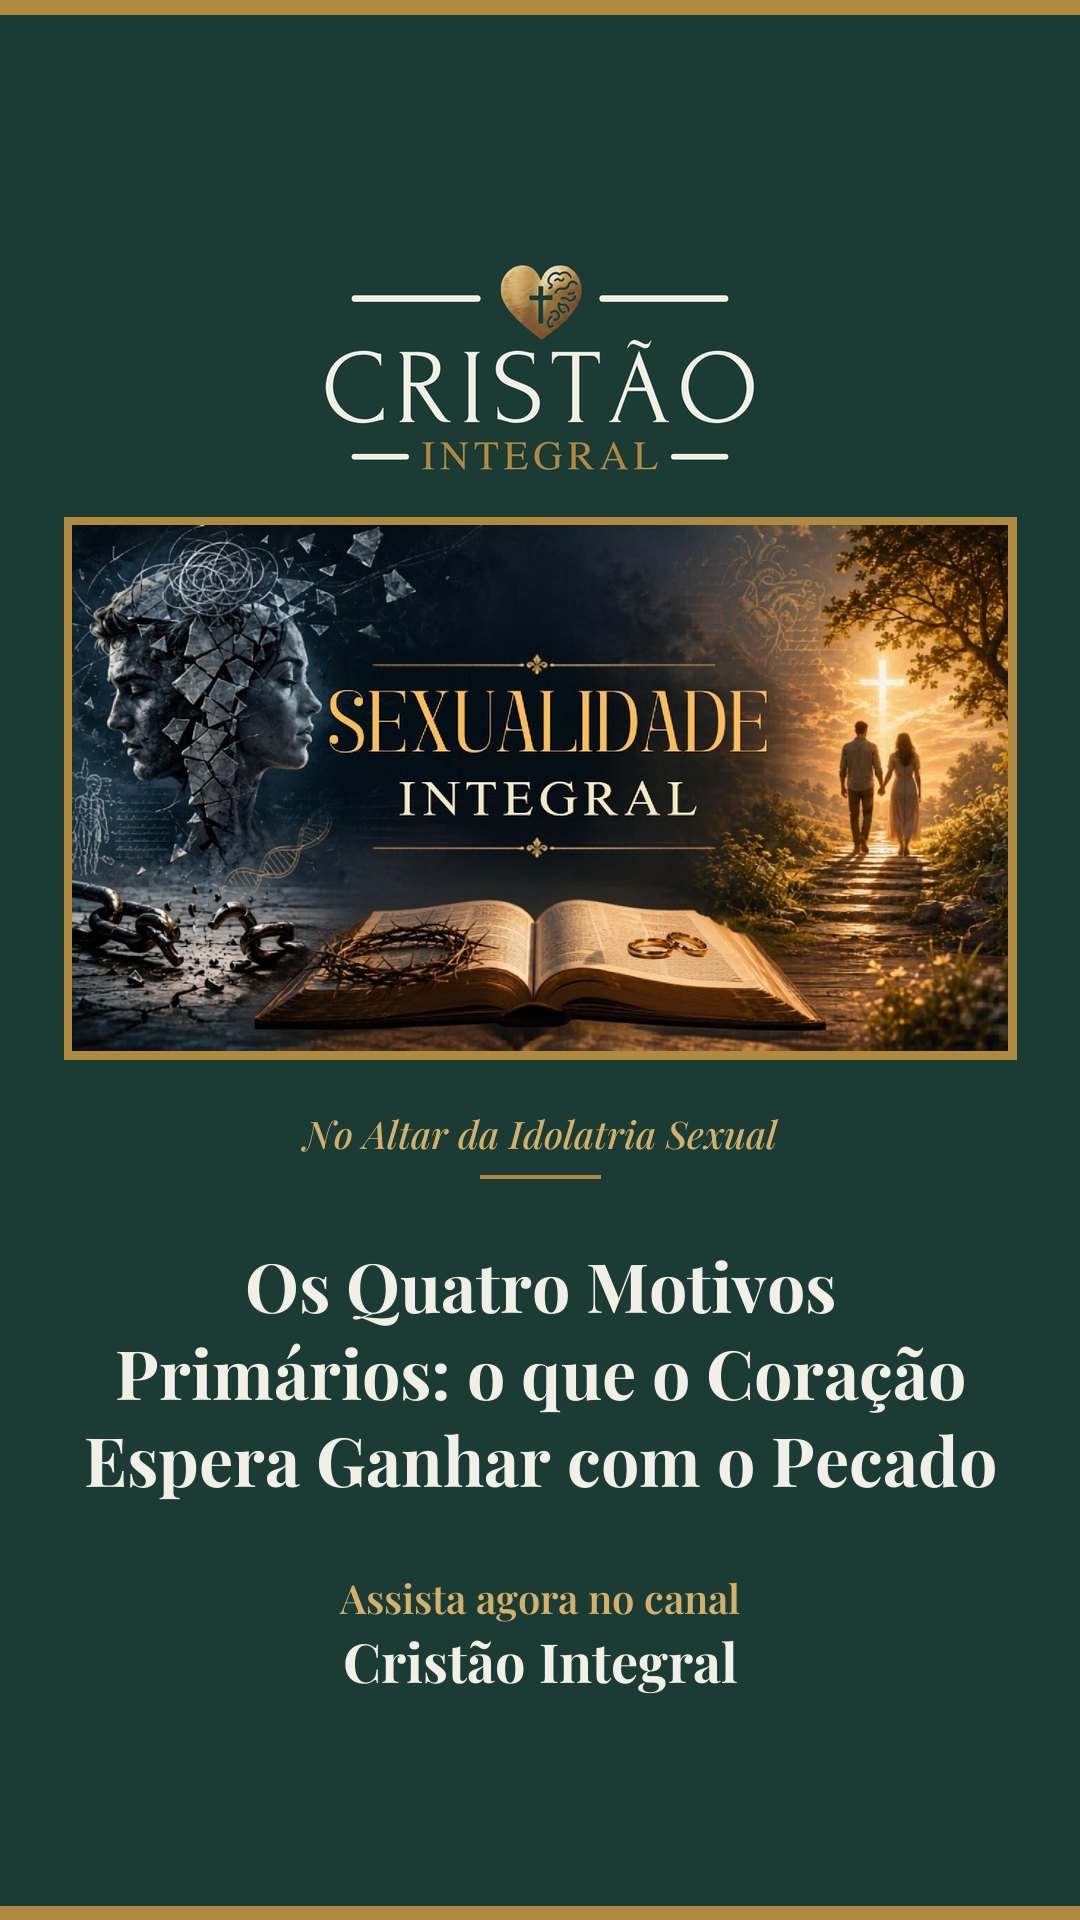 CRISTÃO
INTEGRAL
SEXUALIDADE
INTEGRAL
No Altar da Idolatria Sexual
Os Quatro Motivos
Primários: o que o Coração
Espera Ganhar com o Pecado
Assista agora no canal
Cristão Integral